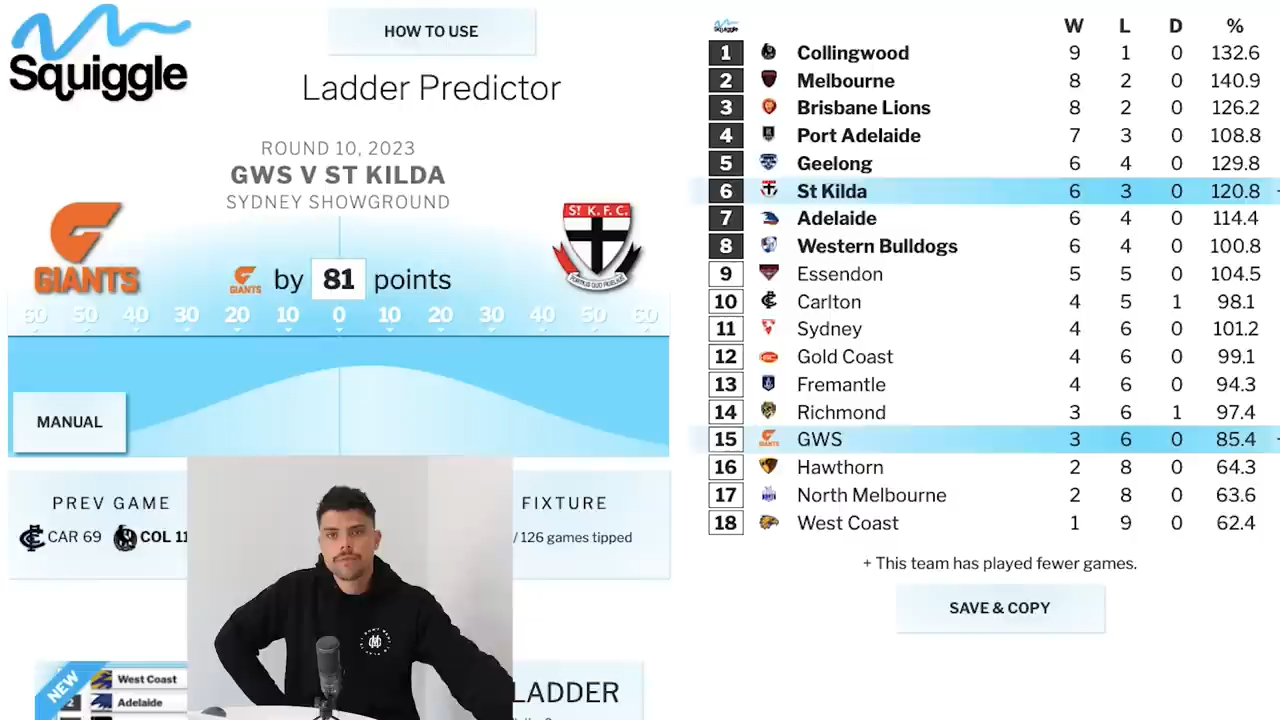 Squiggle
HOW TO USE
Ladder Predictor
ROUND 10, 2023
GWS V ST KILDA
SYDNEY SHOWGROUND
GIANTS
ST K.F.C.
GIANTS by 81 points
60 50 40 30 20 10 0 10 20 30 40 50 60
MANUAL
PREV GAME
CAR 69 COL 11
FIXTURE
/ 126 games tipped
NEW
West Coast
2 Adelaide
LADDER
Squiggle W L D %
1 Collingwood 9 1 0 132.6
2 Melbourne 8 2 0 140.9
3 Brisbane Lions 8 2 0 126.2
4 Port Adelaide 7 3 0 108.8
5 Geelong 6 4 0 129.8
6 St Kilda 6 3 0 120.8
7 Adelaide 6 4 0 114.4
8 Western Bulldogs 6 4 0 100.8
9 Essendon 5 5 0 104.5
10 Carlton 4 5 1 98.1
11 Sydney 4 6 0 101.2
12 Gold Coast 4 6 0 99.1
13 Fremantle 4 6 0 94.3
14 Richmond 3 6 1 97.4
15 GWS 3 6 0 85.4
16 Hawthorn 2 8 0 64.3
17 North Melbourne 2 8 0 63.6
18 West Coast 1 9 0 62.4
+ This team has played fewer games.
SAVE & COPY